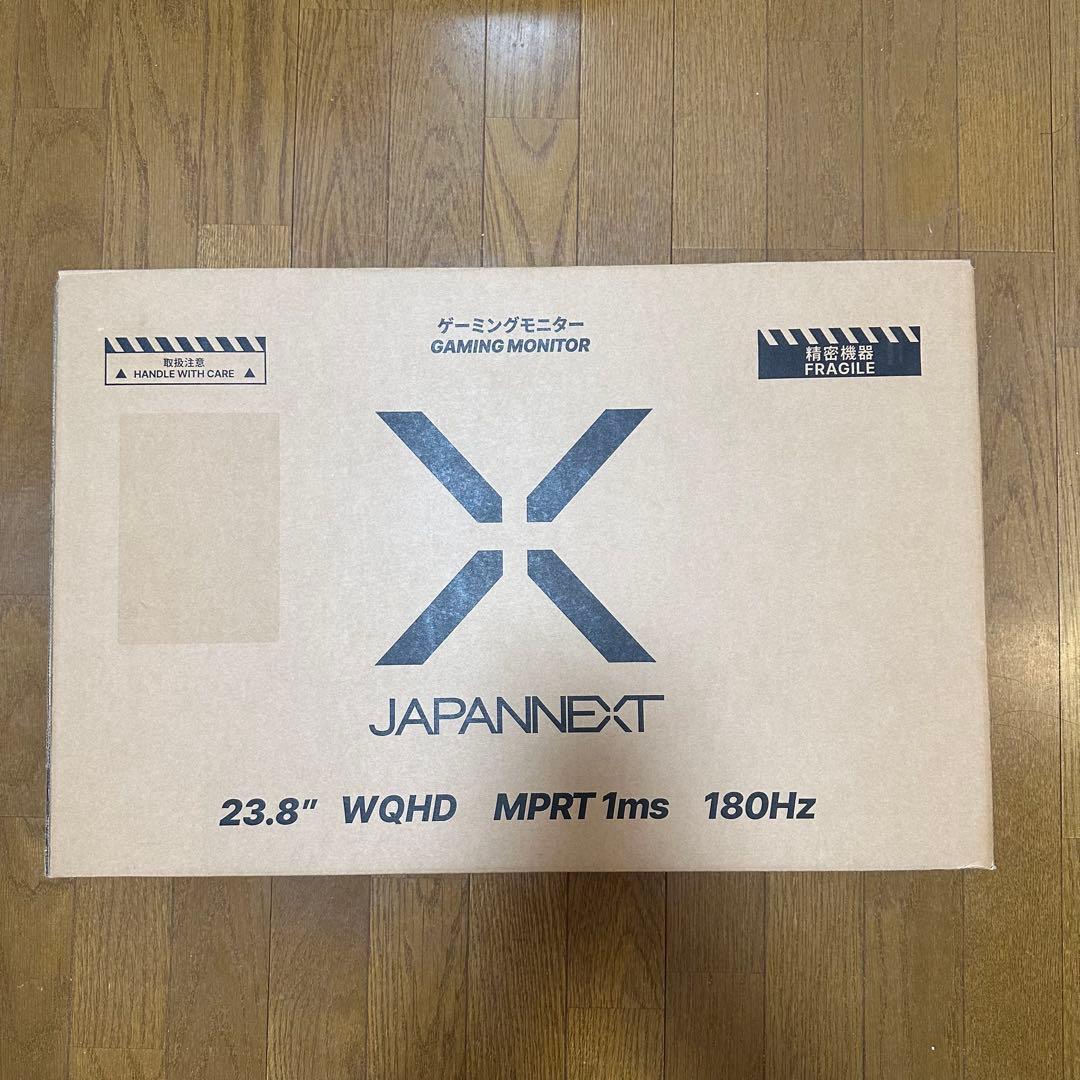 ゲーミングモニター
GAMING MONITOR
取扱注意
HANDLE WITH CARE
精密機器
FRAGILE
JAPANNEXT
23.8" WQHD MPRT 1ms 180Hz